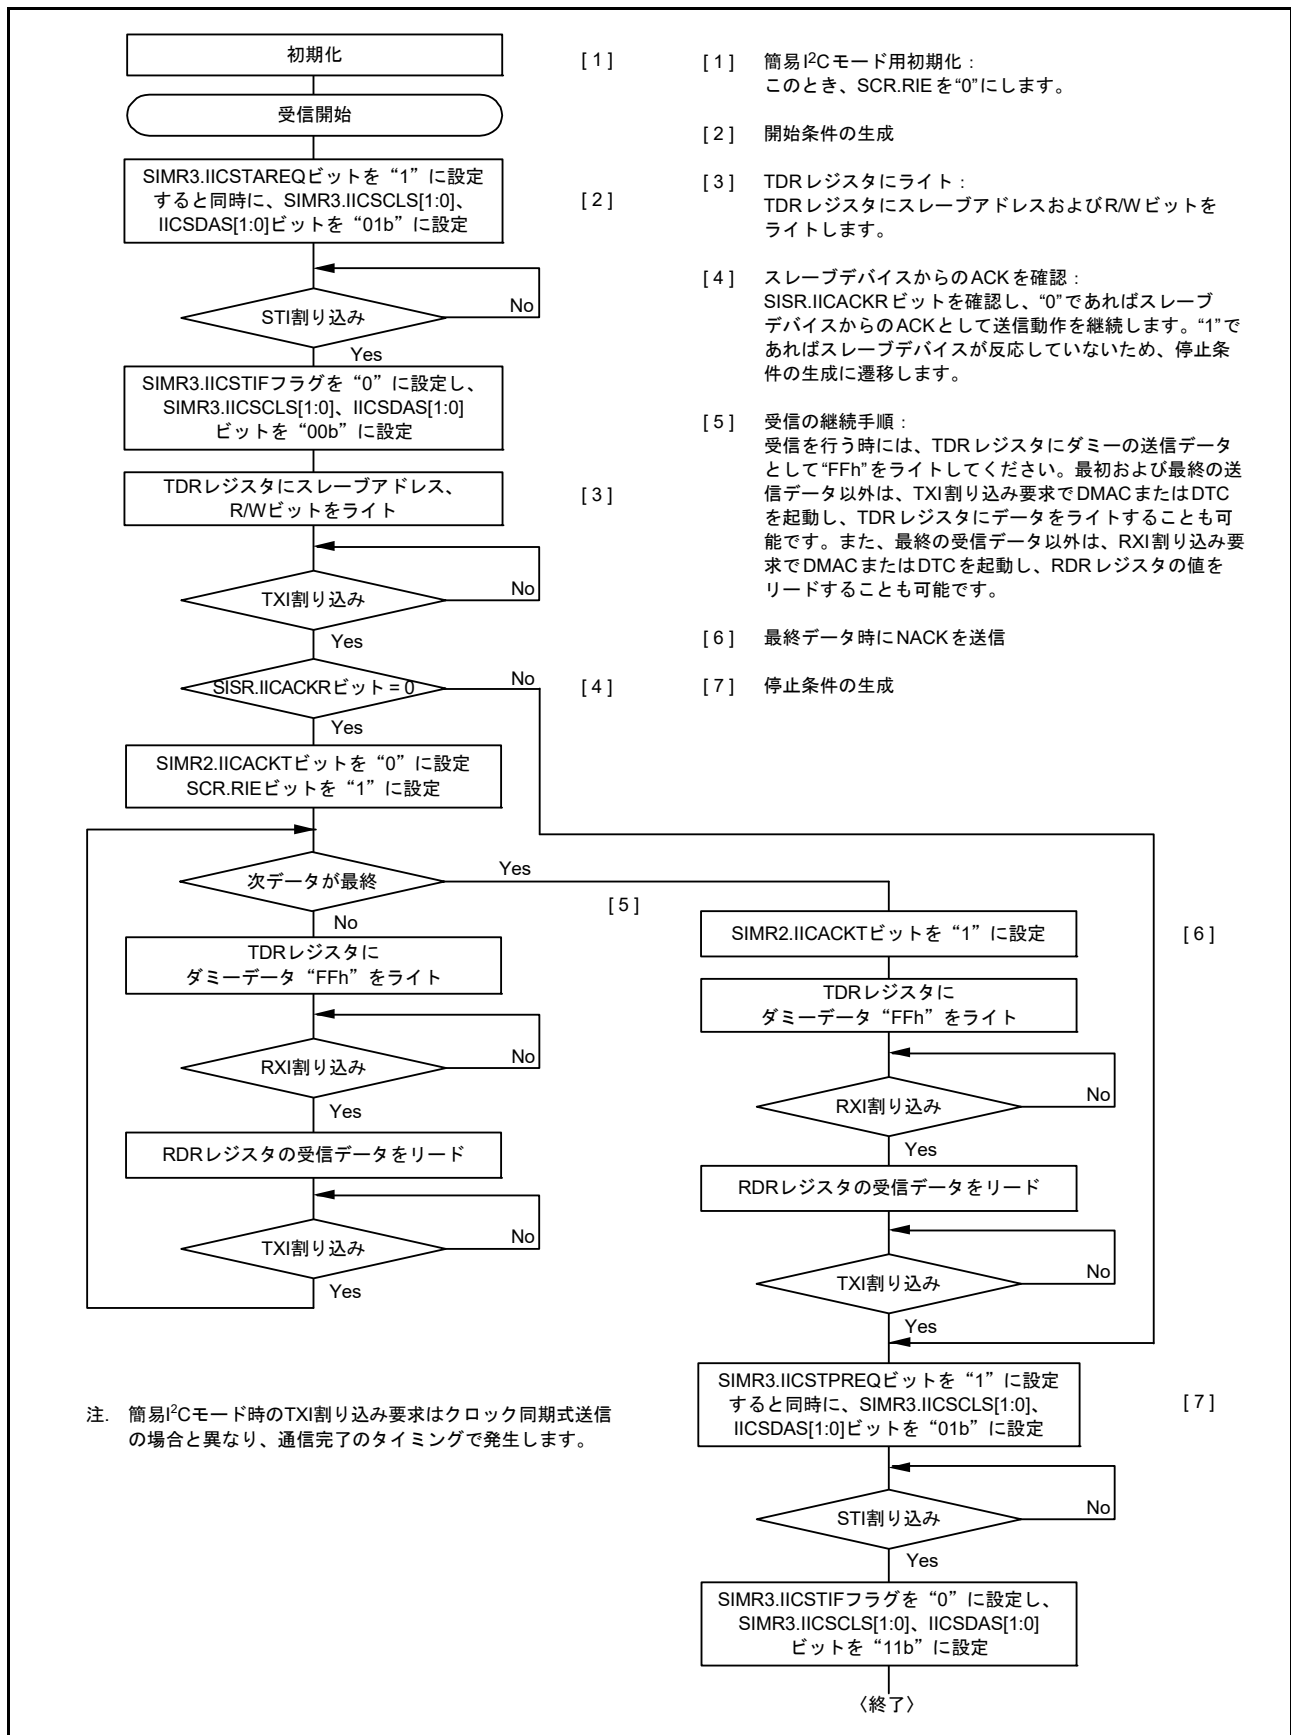 初期化
[ 1 ]
受信開始
SIMR3.IICSTAREQビットを“1”に設定
すると同時に、SIMR3.IICSCLS[1:0]、
IICSDAS[1:0]ビットを“01b”に設定
[ 2 ]
STI割り込み
No
Yes
SIMR3.IICSTIFフラグを“0”に設定し、
SIMR3.IICSCLS[1:0]、IICSDAS[1:0]
ビットを“00b”に設定
TDRレジスタにスレーブアドレス、
R/Wビットをライト
[ 3 ]
TXI割り込み
No
Yes
SISR.IICACKRビット = 0
No
[ 4 ]
Yes
SIMR2.IICACKTビットを“0”に設定
SCR.RIEビットを“1”に設定
次データが最終
Yes
[ 5 ]
No
TDRレジスタに
ダミーデータ“FFh”をライト
RXI割り込み
No
Yes
RDRレジスタの受信データをリード
TXI割り込み
No
Yes
[ 1 ] 簡易I²Cモード用初期化：
このとき、SCR.RIEを“0”にします。
[ 2 ] 開始条件の生成
[ 3 ] TDRレジスタにライト：
TDRレジスタにスレーブアドレスおよびR/Wビットを
ライトします。
[ 4 ] スレーブデバイスからのACKを確認：
SISR.IICACKRビットを確認し、“0”であればスレーブ
デバイスからのACKとして送信動作を継続します。“1”で
あればスレーブデバイスが反応していないため、停止条
件の生成に遷移します。
[ 5 ] 受信の継続手順：
受信を行う時には、TDRレジスタにダミーの送信データ
として“FFh”をライトしてください。最初および最終の送
信データ以外は、TXI割り込み要求でDMACまたはDTC
を起動し、TDRレジスタにデータをライトすることも可
能です。また、最終の受信データ以外は、RXI割り込み要
求でDMACまたはDTCを起動し、RDRレジスタの値を
リードすることも可能です。
[ 6 ] 最終データ時にNACKを送信
[ 7 ] 停止条件の生成
SIMR2.IICACKTビットを“1”に設定
[ 6 ]
TDRレジスタに
ダミーデータ“FFh”をライト
RXI割り込み
No
Yes
RDRレジスタの受信データをリード
TXI割り込み
No
Yes
SIMR3.IICSTPREQビットを“1”に設定
すると同時に、SIMR3.IICSCLS[1:0]、
IICSDAS[1:0]ビットを“01b”に設定
[ 7 ]
STI割り込み
No
Yes
SIMR3.IICSTIFフラグを“0”に設定し、
SIMR3.IICSCLS[1:0]、IICSDAS[1:0]
ビットを“11b”に設定
〈終了〉
注. 簡易I²Cモード時のTXI割り込み要求はクロック同期式送信
の場合と異なり、通信完了のタイミングで発生します。